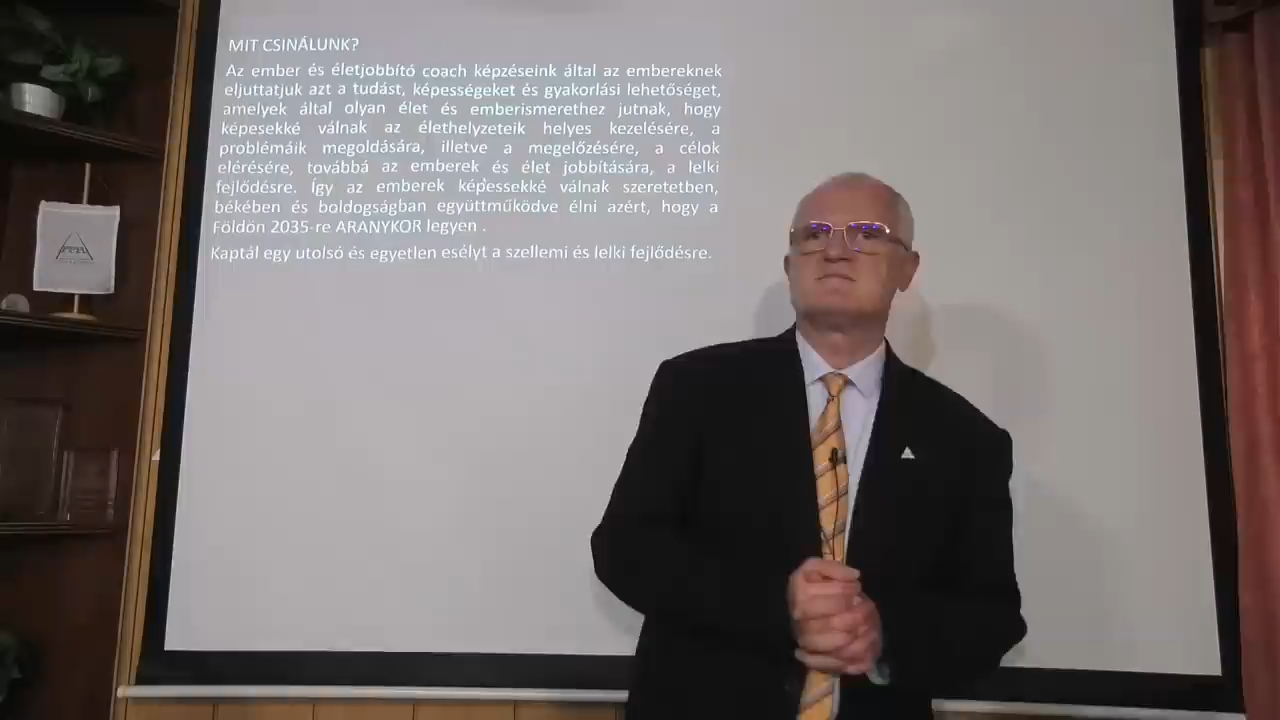 MIT CSINÁLUNK?
Az ember és életjobbító coach képzéseink által az embereknek
eljuttatjuk azt a tudást, képességeket és gyakorlási lehetőséget,
amelyek által olyan élet és emberismerethez jutnak, hogy
képesekké válnak az élethelyzeteik helyes kezelésére, a
problémáik megoldására, illetve a megelőzésére, a célok
elérésére, továbbá az emberek és élet jobbítására, a lelki
fejlődésre. Így az emberek képessekké válnak szeretetben,
békében és boldogságban együttműködve élni azért, hogy a
Földön 2035-re ARANYKOR legyen .
Kaptál egy utolsó és egyetlen esélyt a szellemi és lelki fejlődésre.